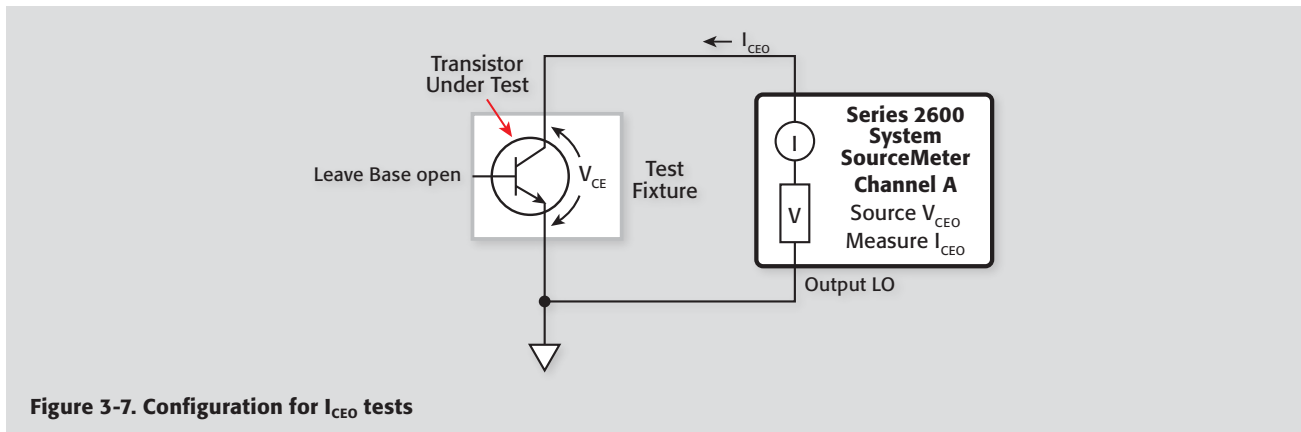 I_CEO
Transistor
Under Test
Leave Base open
V_CE
Test
Fixture
I
V
Series 2600
System
SourceMeter
Channel A
Source V_CEO
Measure I_CEO
Output LO
Figure 3-7. Configuration for I_CEO tests